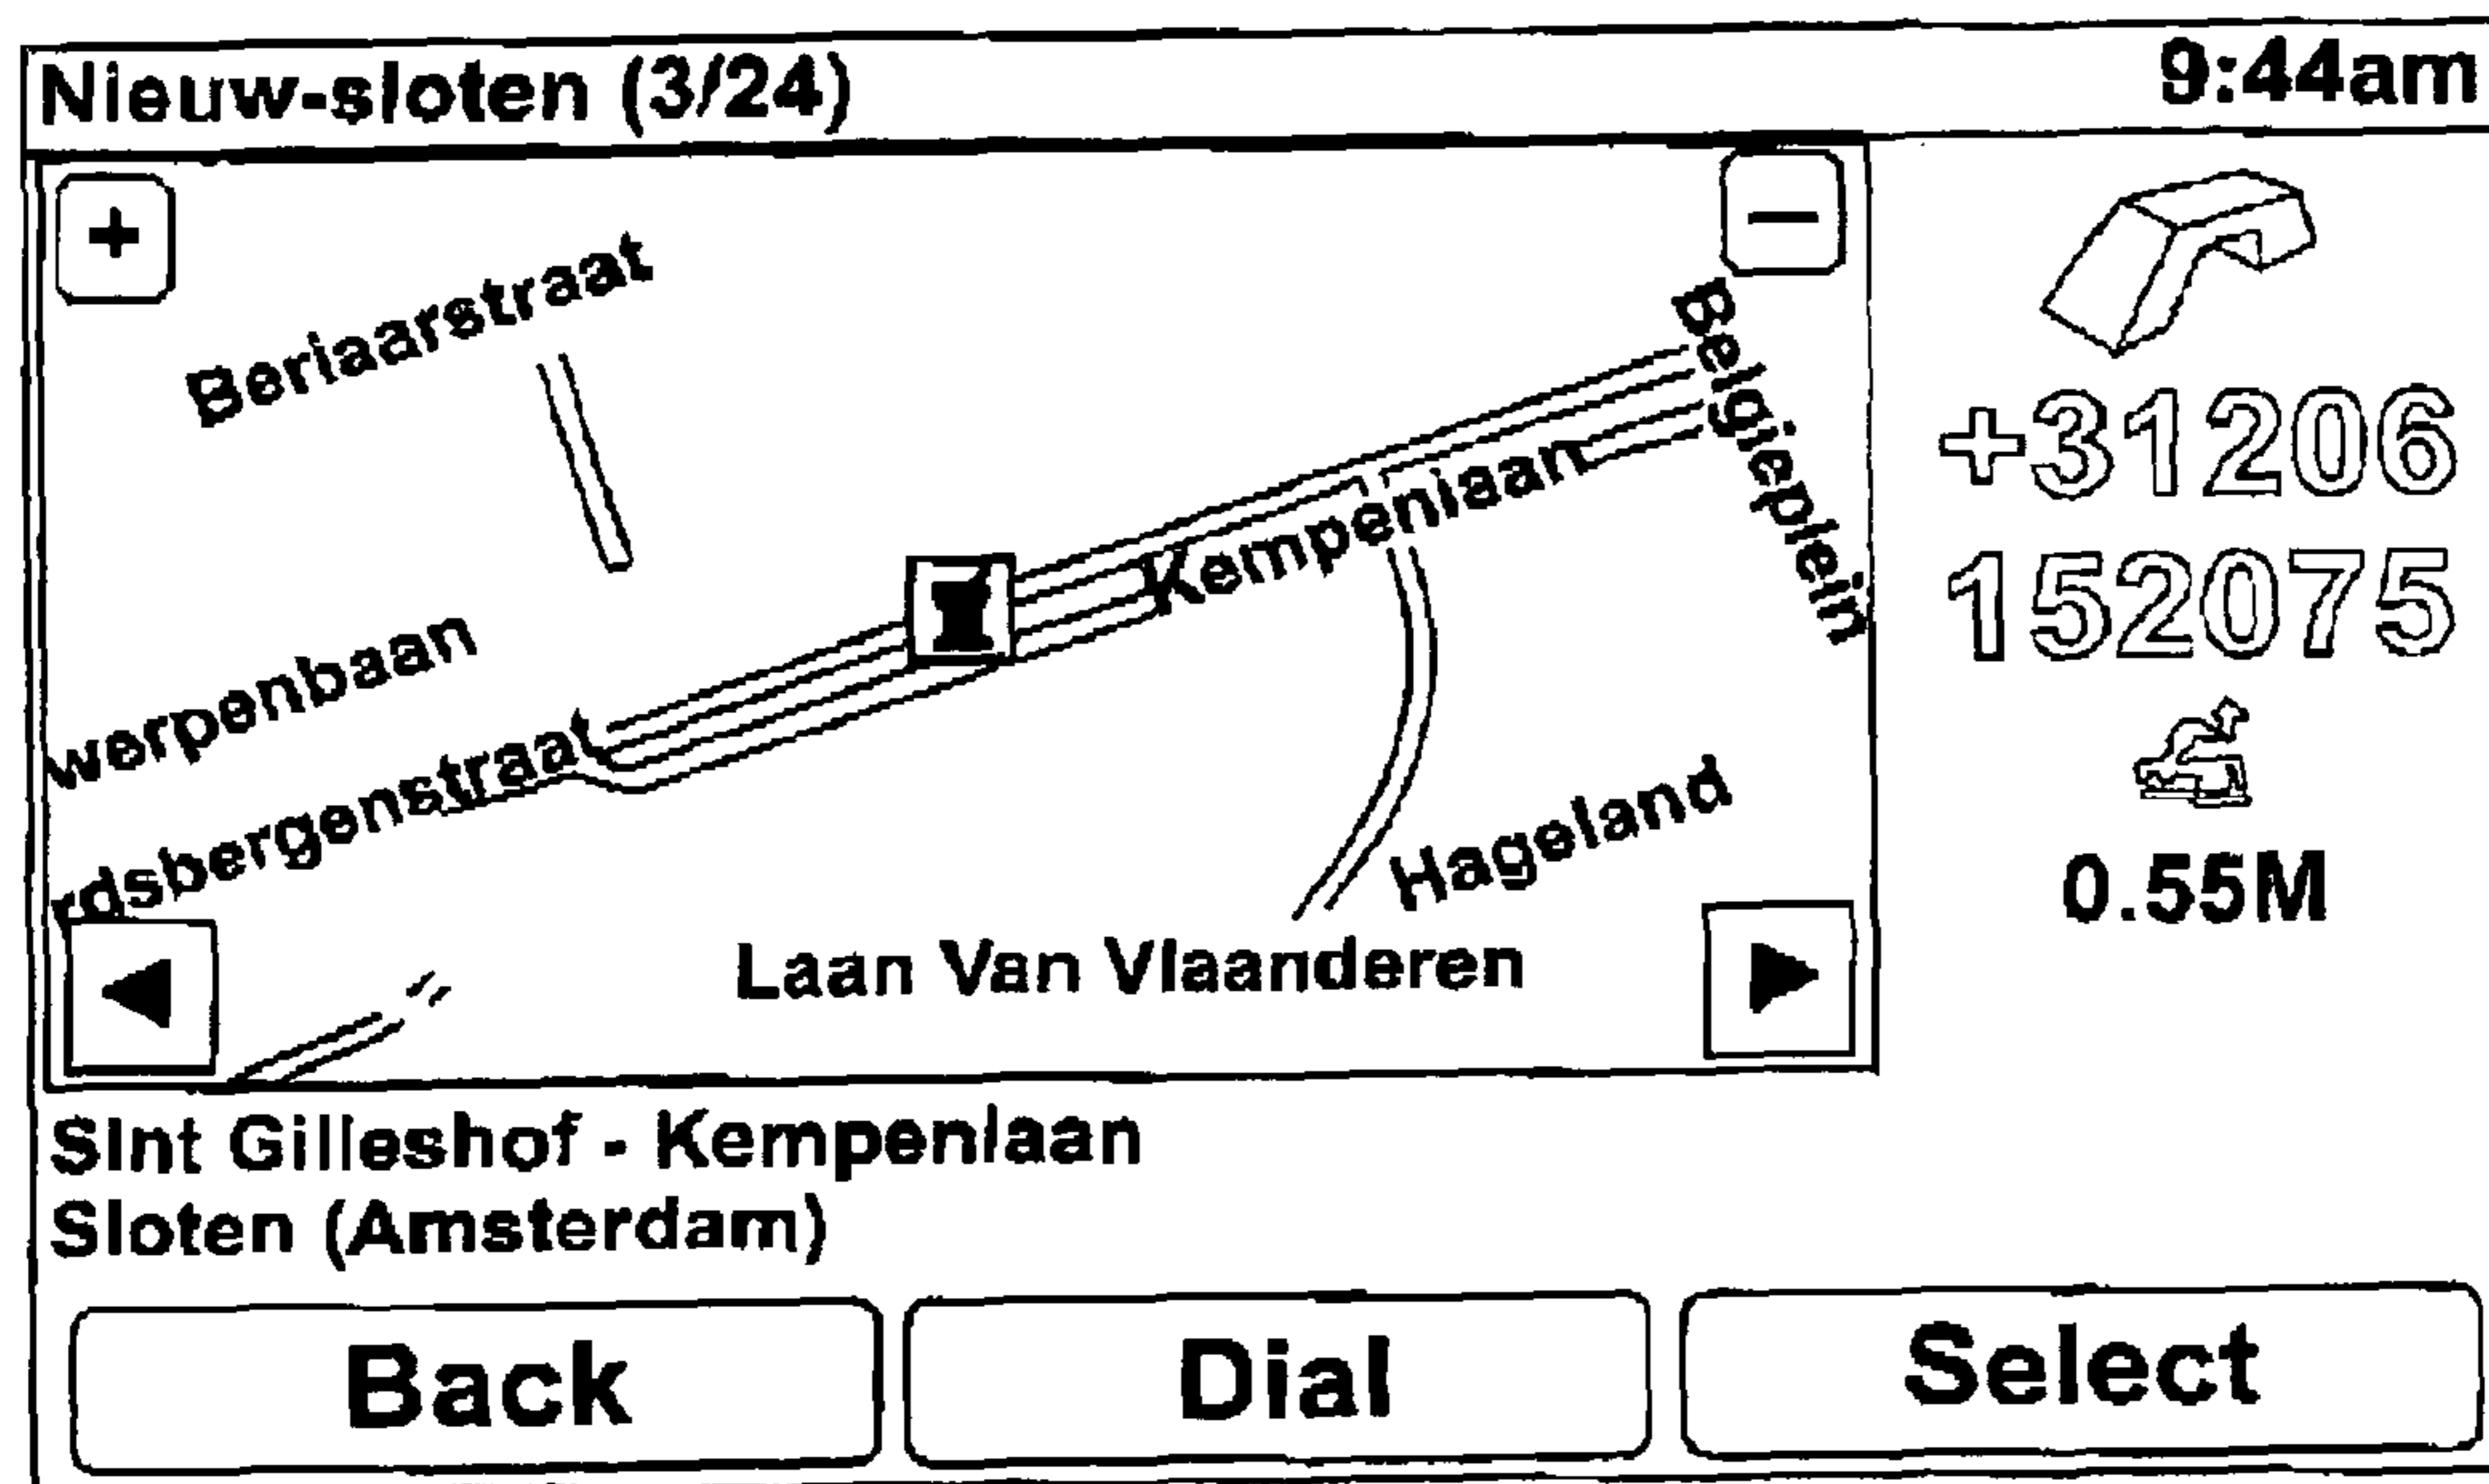 Nieuw-sloten (3/24)
9:44am
+
−
Beriaarstraat
Belgieplein
+31206
152075
Kempenlaan
werpenbaan
rdsbergenstraat
0.55M
Hageland
Laan Van Vlaanderen
Sint Gilleshof - Kempenlaan
Sloten (Amsterdam)
Back
Dial
Select